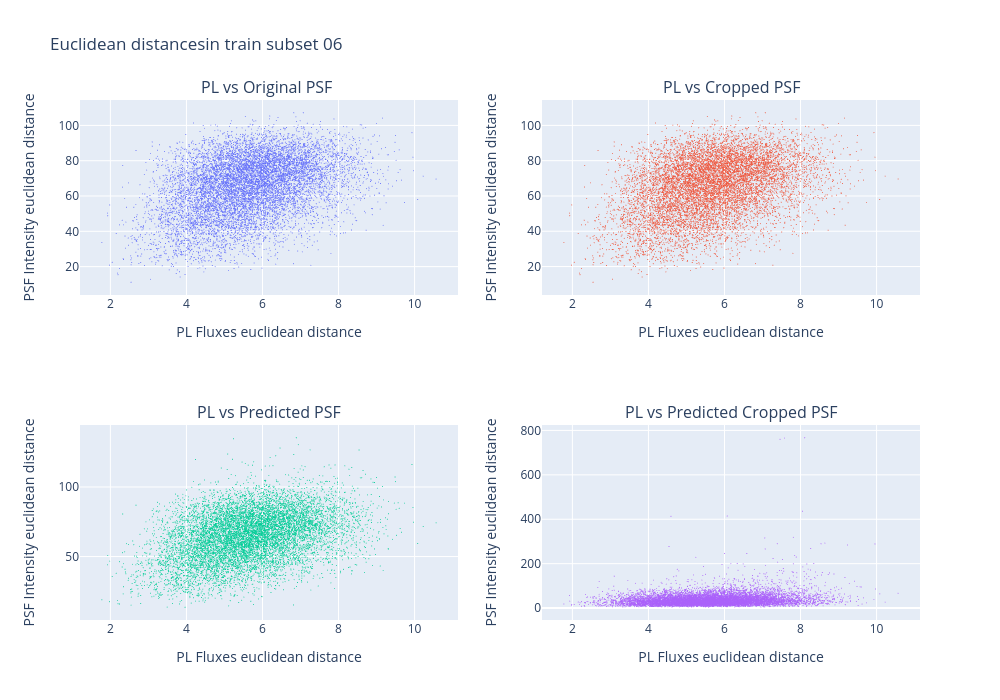 Euclidean distancesin train subset 06
PL vs Original PSF
PSF Intensity euclidean distance
100
80
60
40
20
2 4 6 8 10
PL Fluxes euclidean distance
PL vs Cropped PSF
PSF Intensity euclidean distance
100
80
60
40
20
2 4 6 8 10
PL Fluxes euclidean distance
PL vs Predicted PSF
PSF Intensity euclidean distance
100
50
2 4 6 8 10
PL Fluxes euclidean distance
PL vs Predicted Cropped PSF
PSF Intensity euclidean distance
800
600
400
200
0
2 4 6 8 10
PL Fluxes euclidean distance